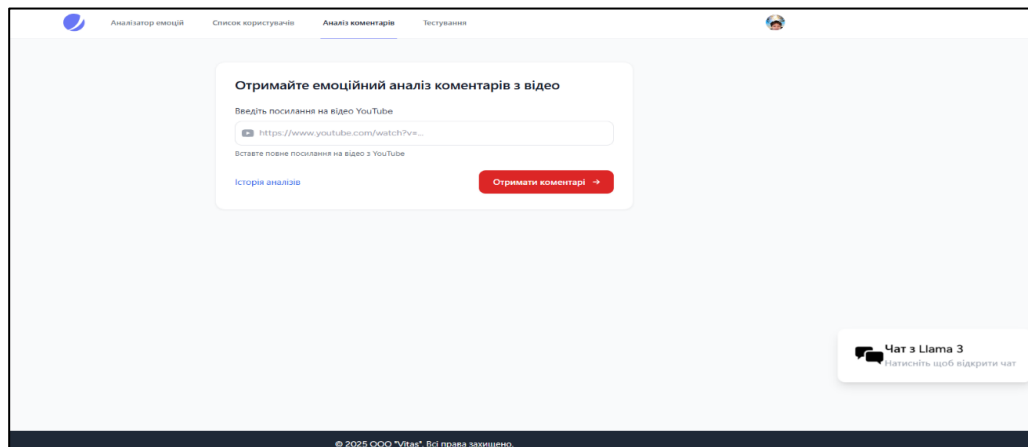 Аналізатор емоцій Список користувачів Аналіз коментарів Тестування
Отримайте емоційний аналіз коментарів з відео
Введіть посилання на відео YouTube
https://www.youtube.com/watch?v=...
Вставте повне посилання на відео з YouTube
Історія аналізів Отримати коментарі →
Чат з Llama 3
Натисніть щоб відкрити чат
© 2025 ООО "Vitas". Всі права захищено.